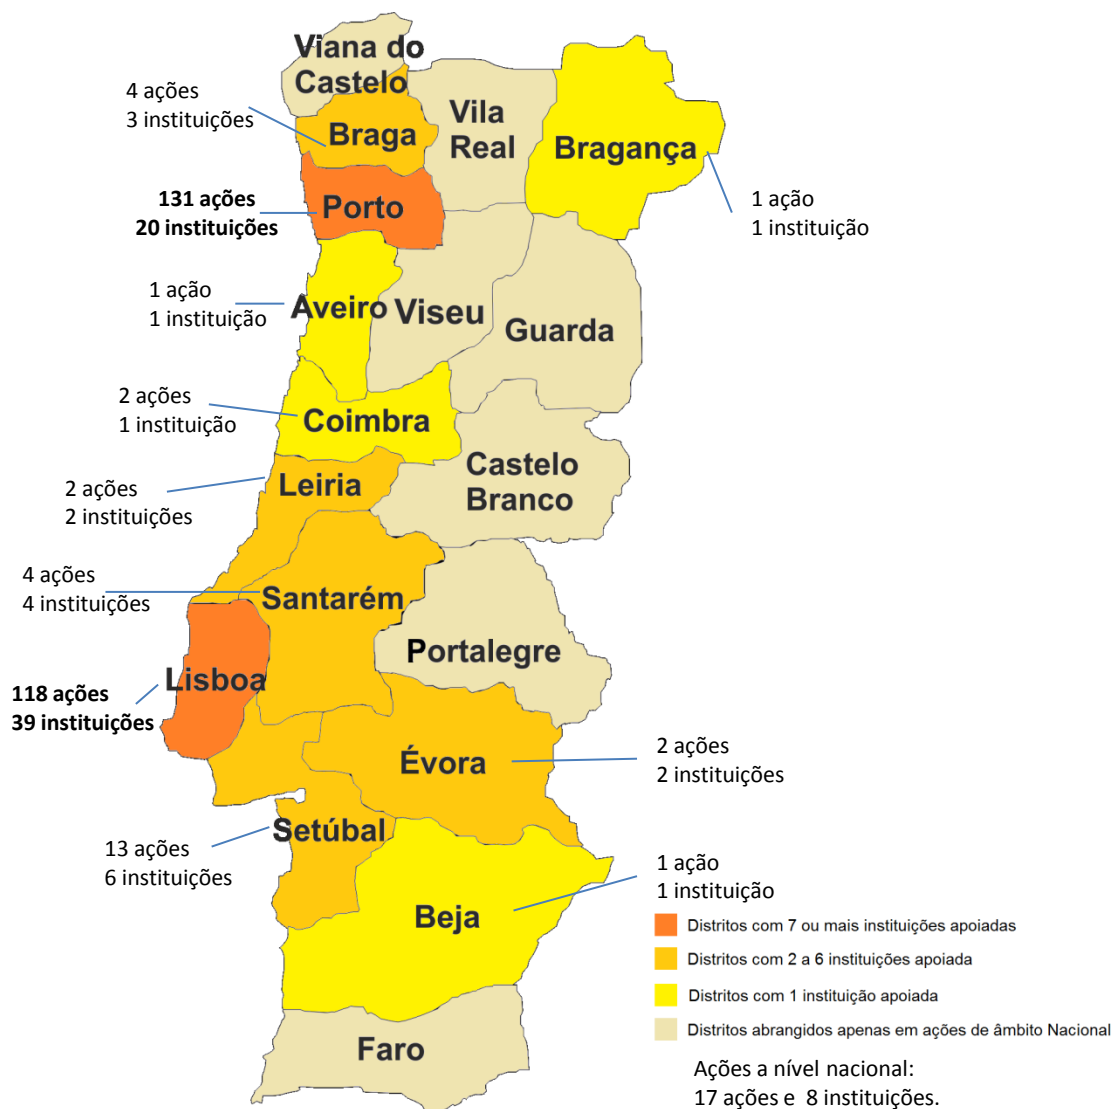 Viana do
Castelo
4 ações
3 instituições
Braga
Vila
Real
Bragança
131 ações
20 instituições
Porto
1 ação
1 instituição
1 ação
1 instituição
Aveiro
Viseu
Guarda
2 ações
1 instituição
Coimbra
Castelo
Branco
2 ações
2 instituições
Leiria
4 ações
4 instituições
Santarém
Portalegre
Lisboa
118 ações
39 instituições
Évora
2 ações
2 instituições
Setúbal
13 ações
6 instituições
1 ação
1 instituição
Beja
Distritos com 7 ou mais instituições apoiadas
Distritos com 2 a 6 instituições apoiada
Distritos com 1 instituição apoiada
Distritos abrangidos apenas em ações de âmbito Nacional
Faro
Ações a nível nacional:
17 ações e 8 instituições.